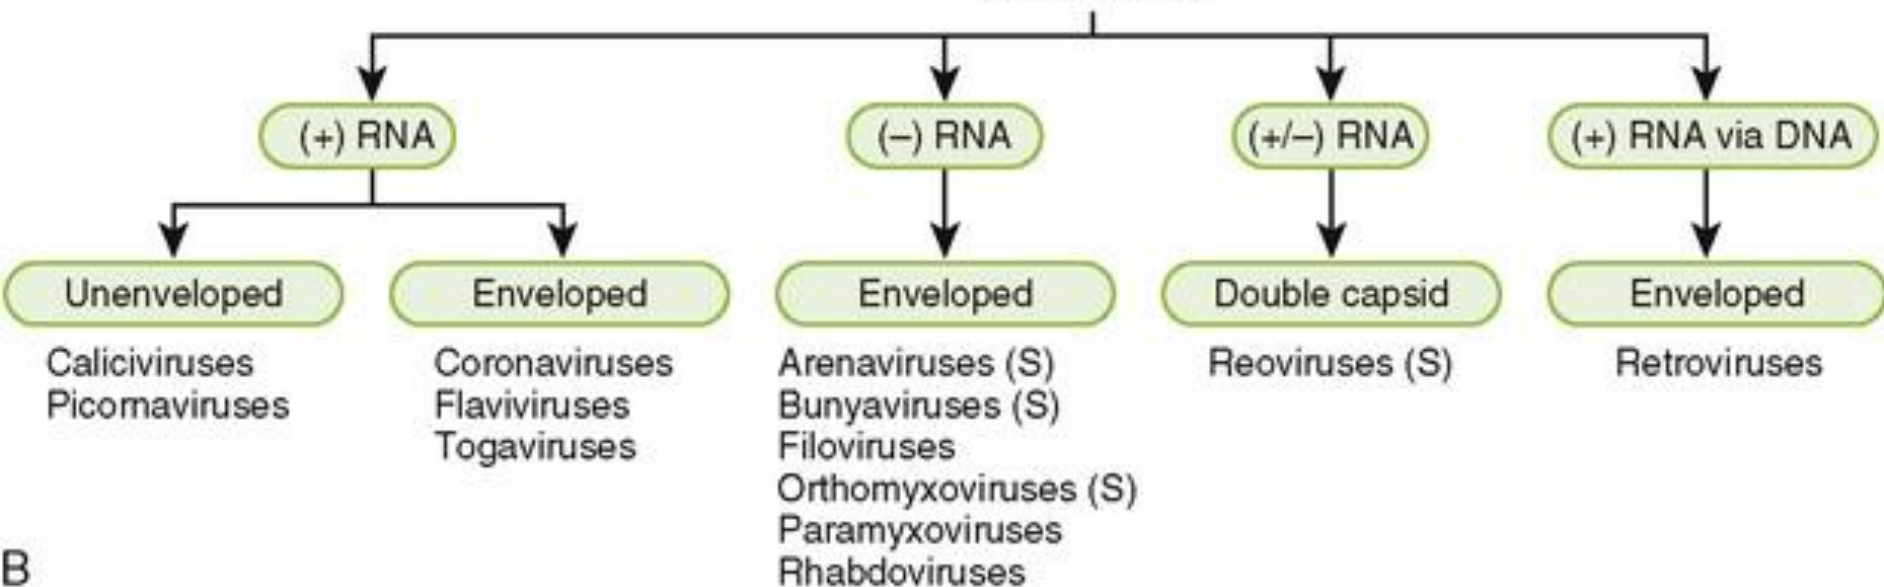 (+) RNA
(–) RNA
(+/–) RNA
(+) RNA via DNA
Unenveloped
Enveloped
Enveloped
Double capsid
Enveloped
Caliciviruses
Picornaviruses
Coronaviruses
Flaviviruses
Togaviruses
Arenaviruses (S)
Bunyaviruses (S)
Filoviruses
Orthomyxoviruses (S)
Paramyxoviruses
Rhabdoviruses
Reoviruses (S)
Retroviruses
B